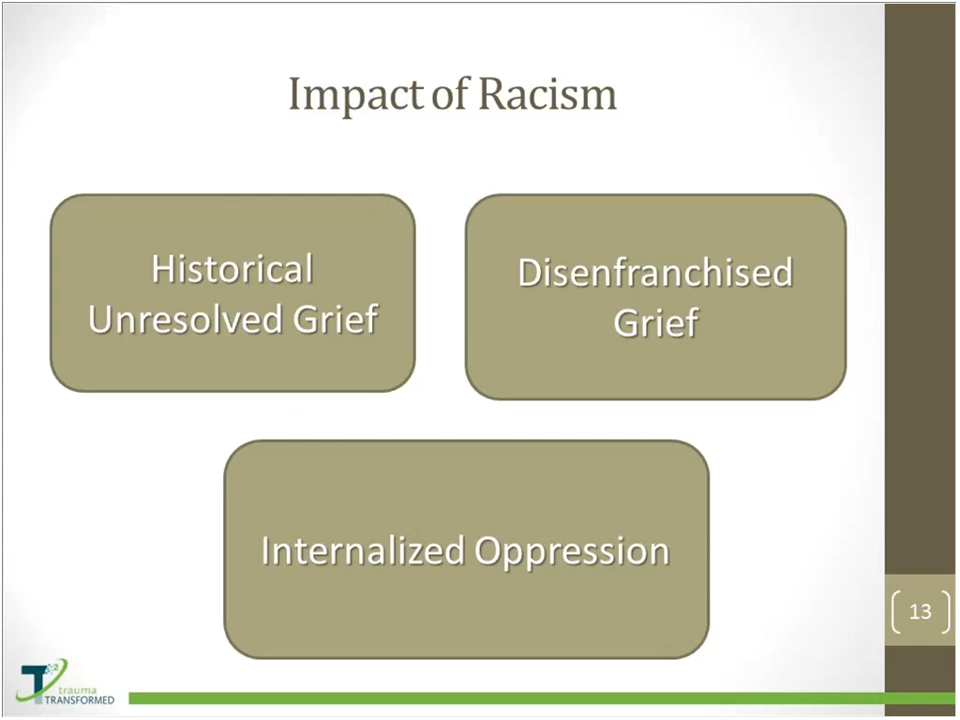 Impact of Racism
Historical
Unresolved Grief
Disenfranchised
Grief
Internalized Oppression
13
trauma
TRANSFORMED